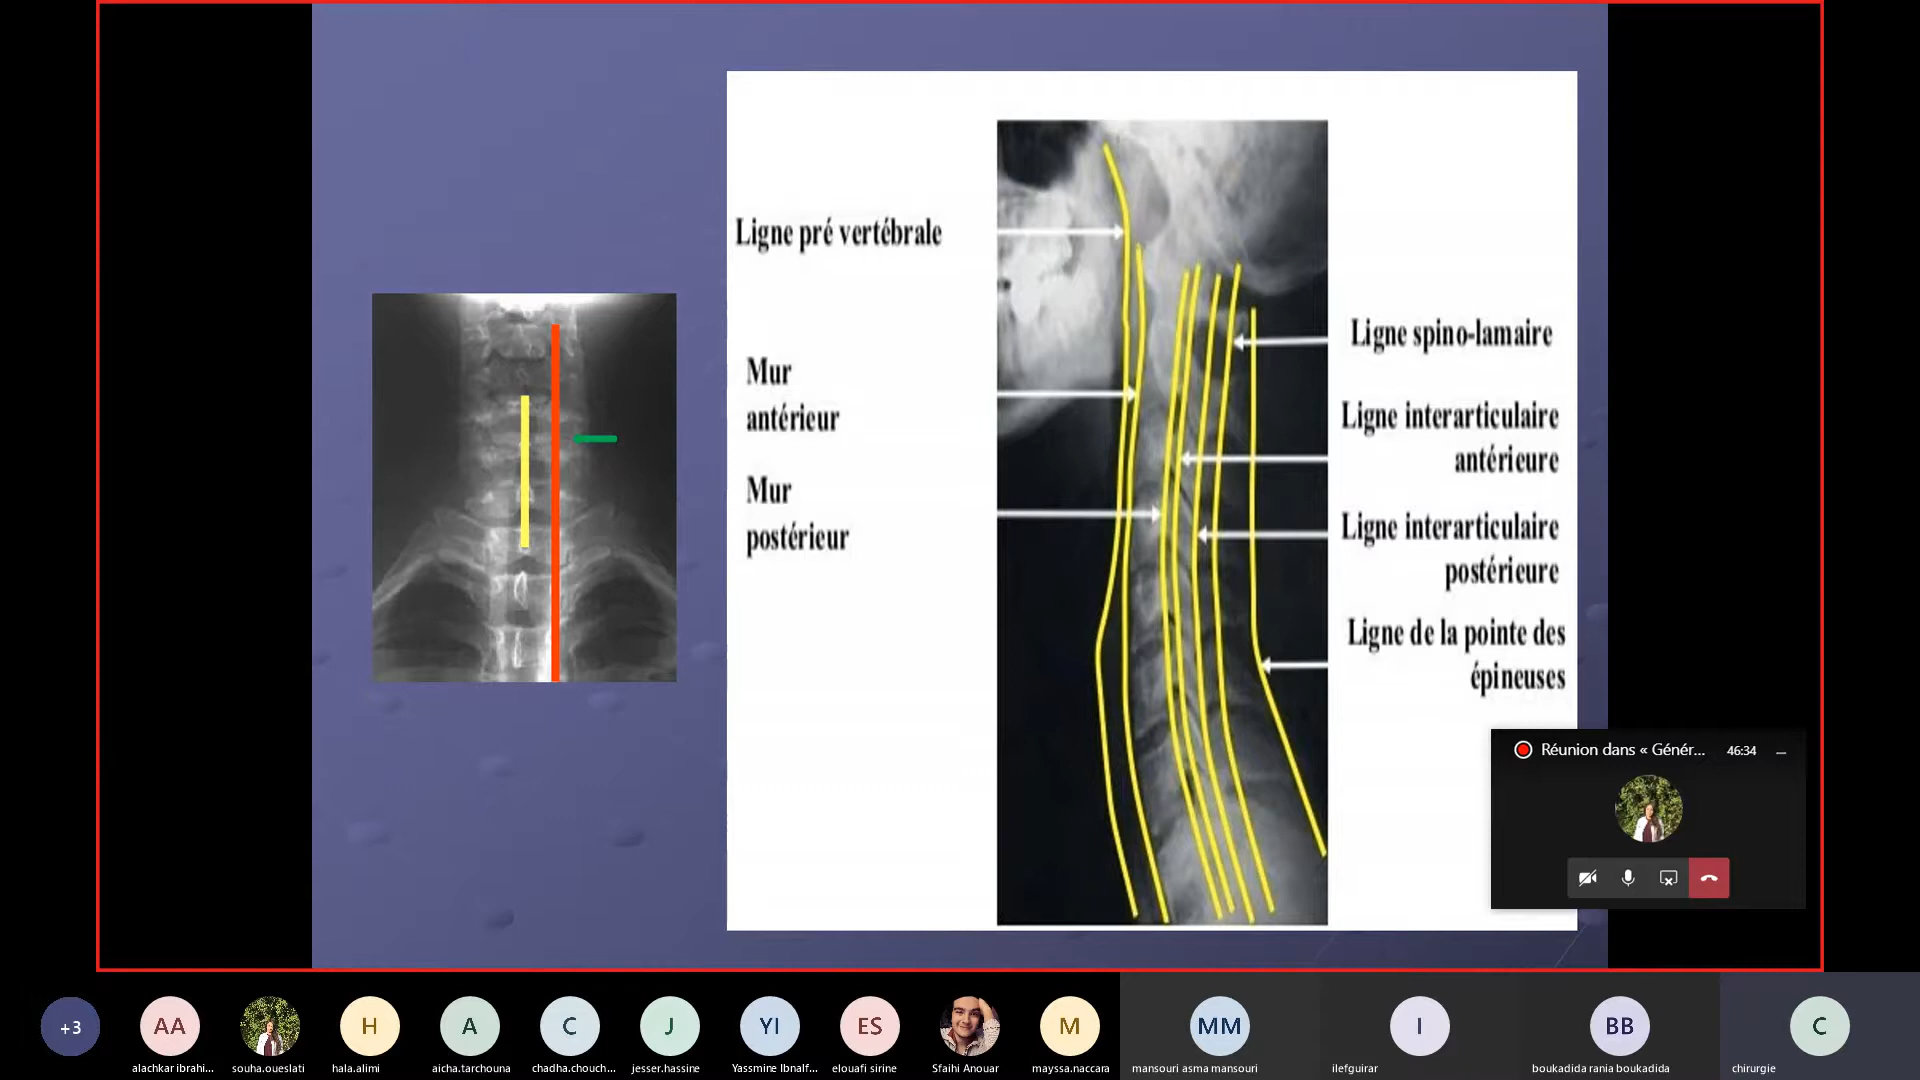 Ligne pré vertébrale
Mur
antérieur
Mur
postérieur
Ligne spino-lamaire
Ligne interarticulaire
antérieure
Ligne interarticulaire
postérieure
Ligne de la pointe des
épineuses
Réunion dans « Génér... 46:34
+3
AA
H
A
C
J
YI
ES
M
MM
I
BB
C
alachkar ibrahi...
souha.oueslati
hala.alimi
aicha.tarchouna
chadha.chouch...
jesser.hassine
Yassmine Ibnalf...
elouafi sirine
Sfaihi Anouar
mayssa.naccara
mansouri asma mansouri
ilefguirar
boukadida rania boukadida
chirurgie